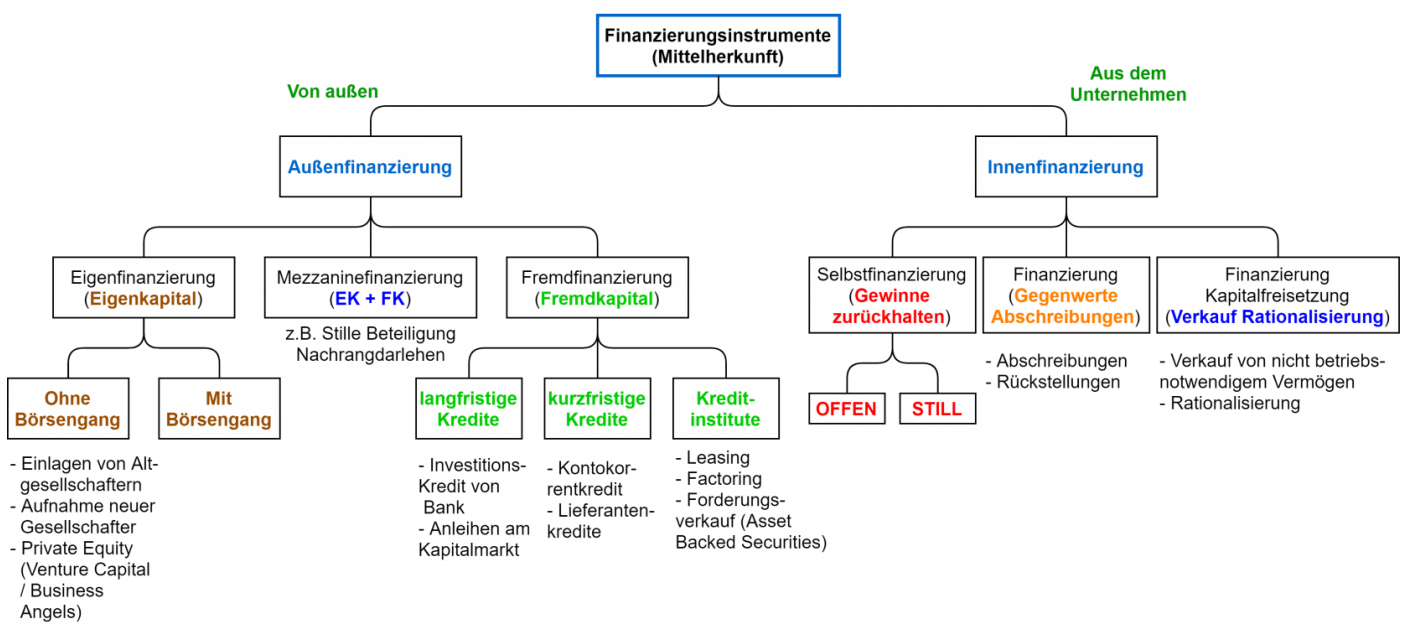 Finanzierungsinstrumente
(Mittelherkunft)
Von außen
Aus dem
Unternehmen
Außenfinanzierung
Innenfinanzierung
Eigenfinanzierung
(Eigenkapital)
Mezzaninefinanzierung
(EK + FK)
z.B. Stille Beteiligung
Nachrangdarlehen
Fremdfinanzierung
(Fremdkapital)
Selbstfinanzierung
(Gewinne
zurückhalten)
Finanzierung
(Gegenwerte
Abschreibungen)
- Abschreibungen
- Rückstellungen
Finanzierung
Kapitalfreisetzung
(Verkauf Rationalisierung)
- Verkauf von nicht betriebs-
notwendigem Vermögen
- Rationalisierung
Ohne
Börsengang
- Einlagen von Alt-
gesellschaftern
- Aufnahme neuer
Gesellschafter
- Private Equity
(Venture Capital
/ Business
Angels)
Mit
Börsengang
langfristige
Kredite
- Investitions-
Kredit von
Bank
- Anleihen am
Kapitalmarkt
kurzfristige
Kredite
- Kontokor-
rentkredit
- Lieferanten-
kredite
Kredit-
institute
- Leasing
- Factoring
- Forderungs-
verkauf (Asset
Backed Securities)
OFFEN
STILL